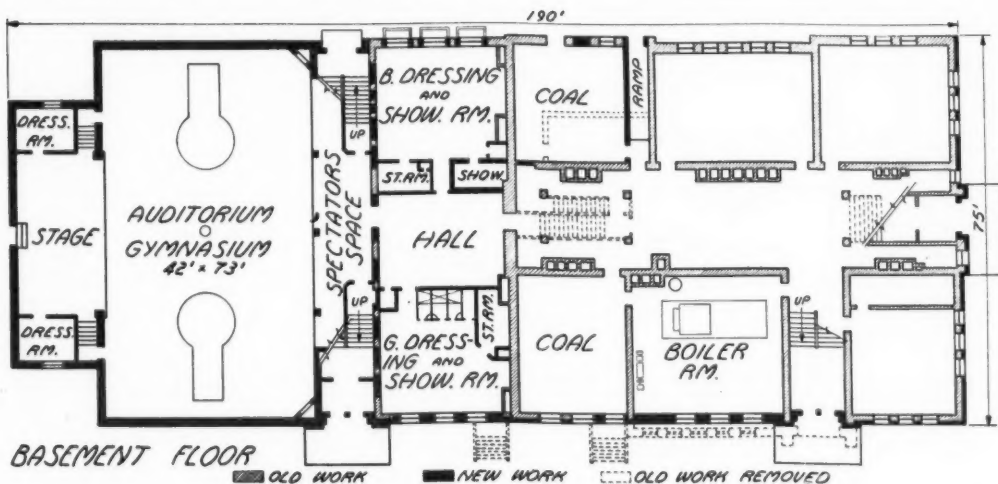 190'
B. DRESSING
AND
SHOW. RM.
COAL
RAMP
UP
DRESS.
RM.
ST. RM.
SHOW.
SPECTATORS
SPACE
AUDITORIUM
GYMNASIUM
42' x 73'
STAGE
HALL
75'
UP
ST. RM.
UP
DRESS.
RM.
G. DRESS-
ING AND
SHOW. RM.
COAL
BOILER
RM.
BASEMENT FLOOR
OLD WORK
NEW WORK
OLD WORK REMOVED